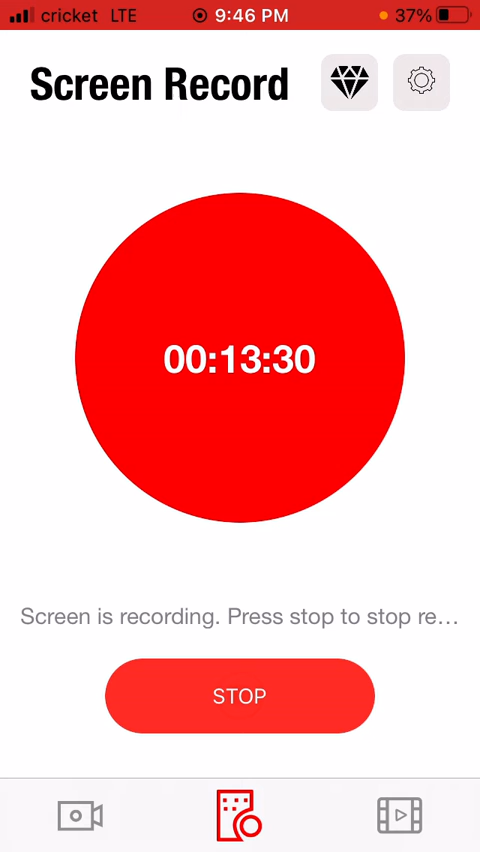 cricket LTE 9:46 PM 37%
Screen Record
00:13:30
Screen is recording. Press stop to stop re…
STOP